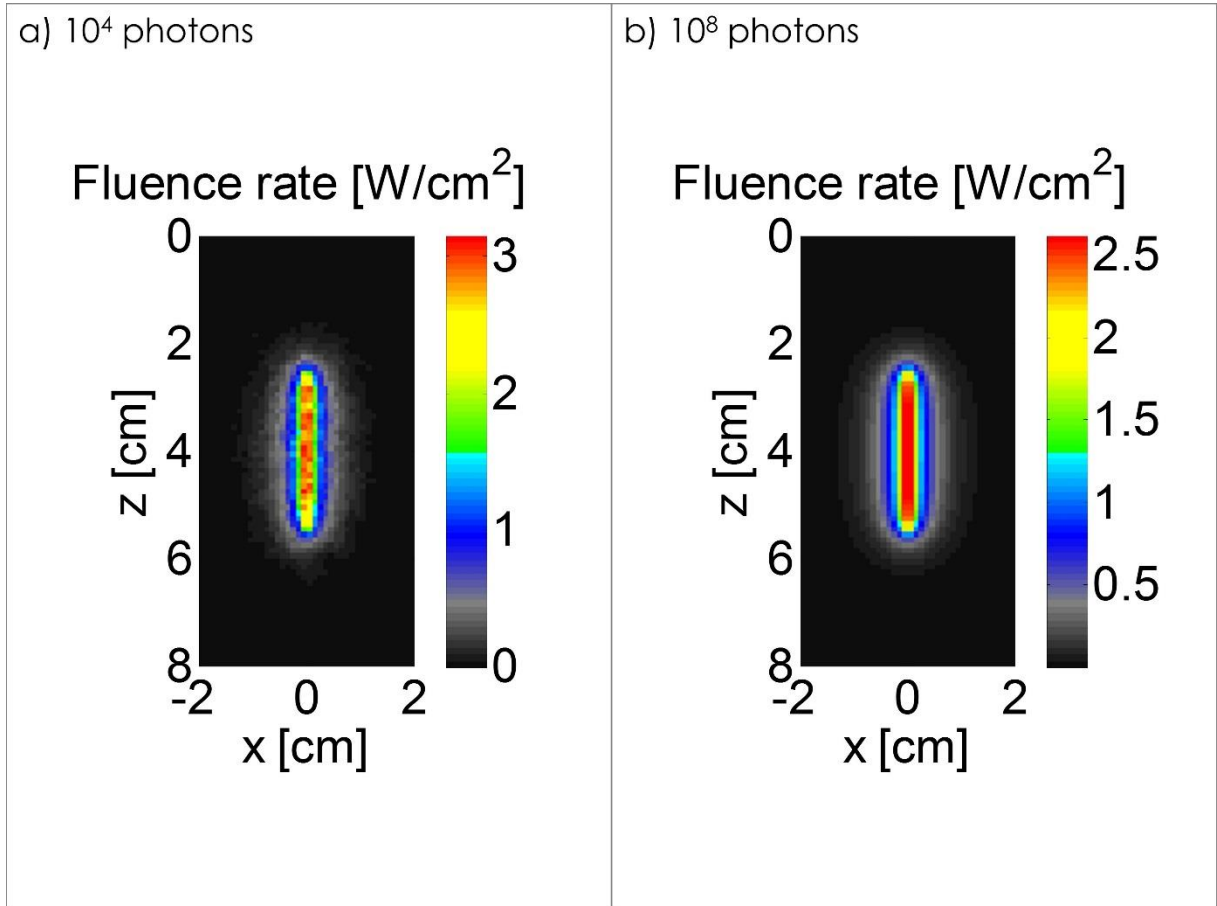 a) 10⁴ photons
Fluence rate [W/cm²]
0
2
4
6
8
z [cm]
-2 0 2
x [cm]
3
2
1
0
b) 10⁸ photons
Fluence rate [W/cm²]
0
2
4
6
8
z [cm]
-2 0 2
x [cm]
2.5
2
1.5
1
0.5